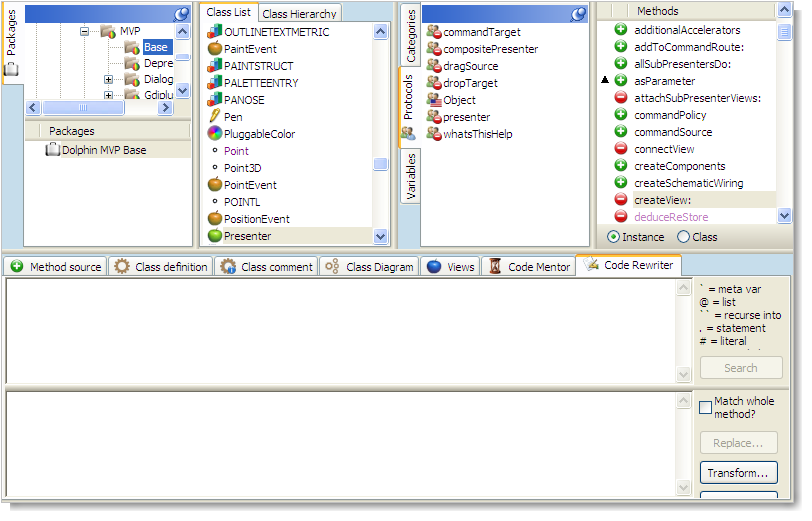 Packages
MVP
Base
Depre
Dialog
Gdiplu
Packages
Dolphin MVP Base
Class List
Class Hierarchy
OUTLINETEXTMETRIC
PaintEvent
PAINTSTRUCT
PALETTEENTRY
PANOSE
Pen
PluggableColor
Point
Point3D
PointEvent
POINTL
PositionEvent
Presenter
Categories
Protocols
Variables
commandTarget
compositePresenter
dragSource
dropTarget
Object
presenter
whatsThisHelp
Methods
additionalAccelerators
addToCommandRoute:
allSubPresentersDo:
asParameter
attachSubPresenterViews:
commandPolicy
commandSource
connectView
createComponents
createSchematicWiring
createView:
deduceReStore
Instance
Class
Method source
Class definition
Class comment
Class Diagram
Views
Code Mentor
Code Rewriter
` = meta var
@ = list
`` = recurse into
. = statement
# = literal
Search
Match whole
method?
Replace...
Transform...